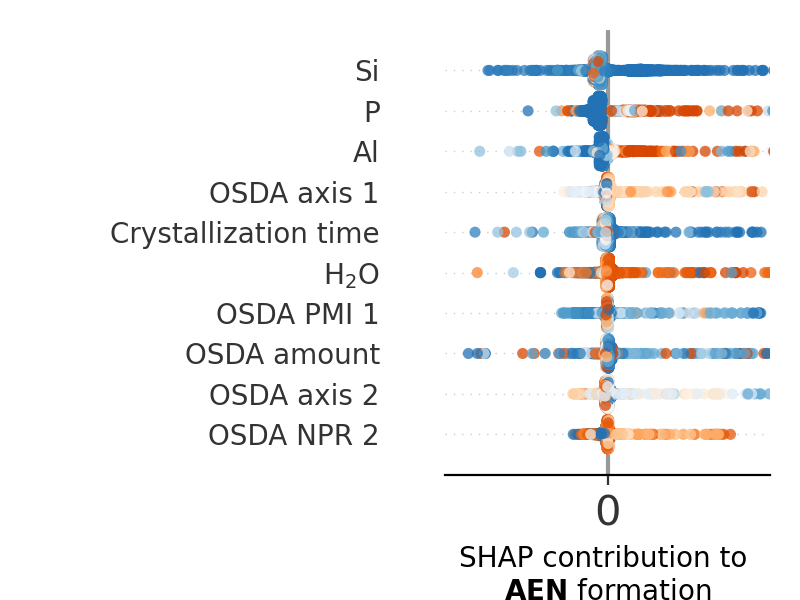 Si
P
Al
OSDA axis 1
Crystallization time
H₂O
OSDA PMI 1
OSDA amount
OSDA axis 2
OSDA NPR 2
0
SHAP contribution to
AEN formation